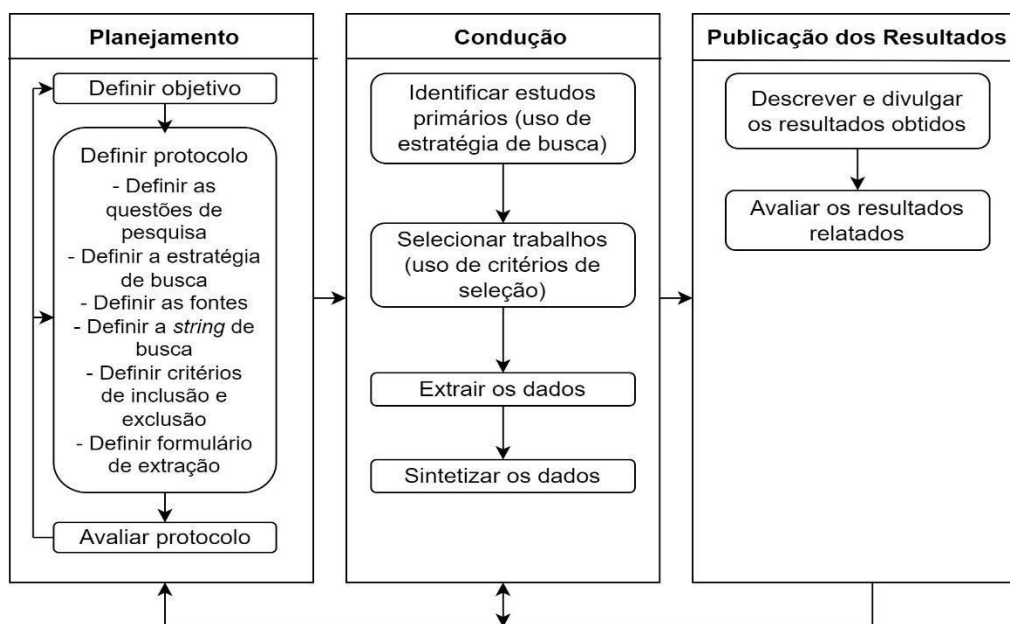 Planejamento
Definir objetivo
Definir protocolo
- Definir as
questões de
pesquisa
- Definir a estratégia
de busca
- Definir as fontes
- Definir a string de
busca
- Definir critérios
de inclusão e
exclusão
- Definir formulário
de extração
Avaliar protocolo
Condução
Identificar estudos
primários (uso de
estratégia de busca)
Selecionar trabalhos
(uso de critérios de
seleção)
Extrair os dados
Sintetizar os dados
Publicação dos Resultados
Descrever e divulgar
os resultados obtidos
Avaliar os resultados
relatados